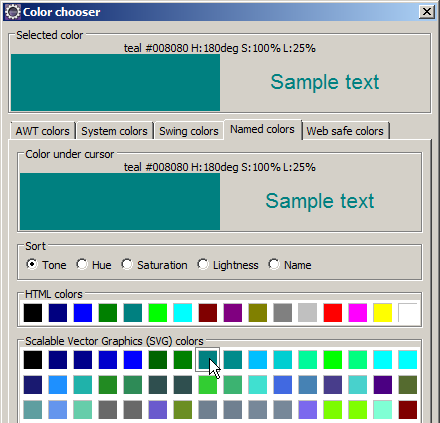 Color chooser
Selected color
teal #008080 H:180deg S:100% L:25%
Sample text
AWT colors System colors Swing colors Named colors Web safe colors
Color under cursor
teal #008080 H:180deg S:100% L:25%
Sample text
Sort
Tone Hue Saturation Lightness Name
HTML colors
Scalable Vector Graphics (SVG) colors